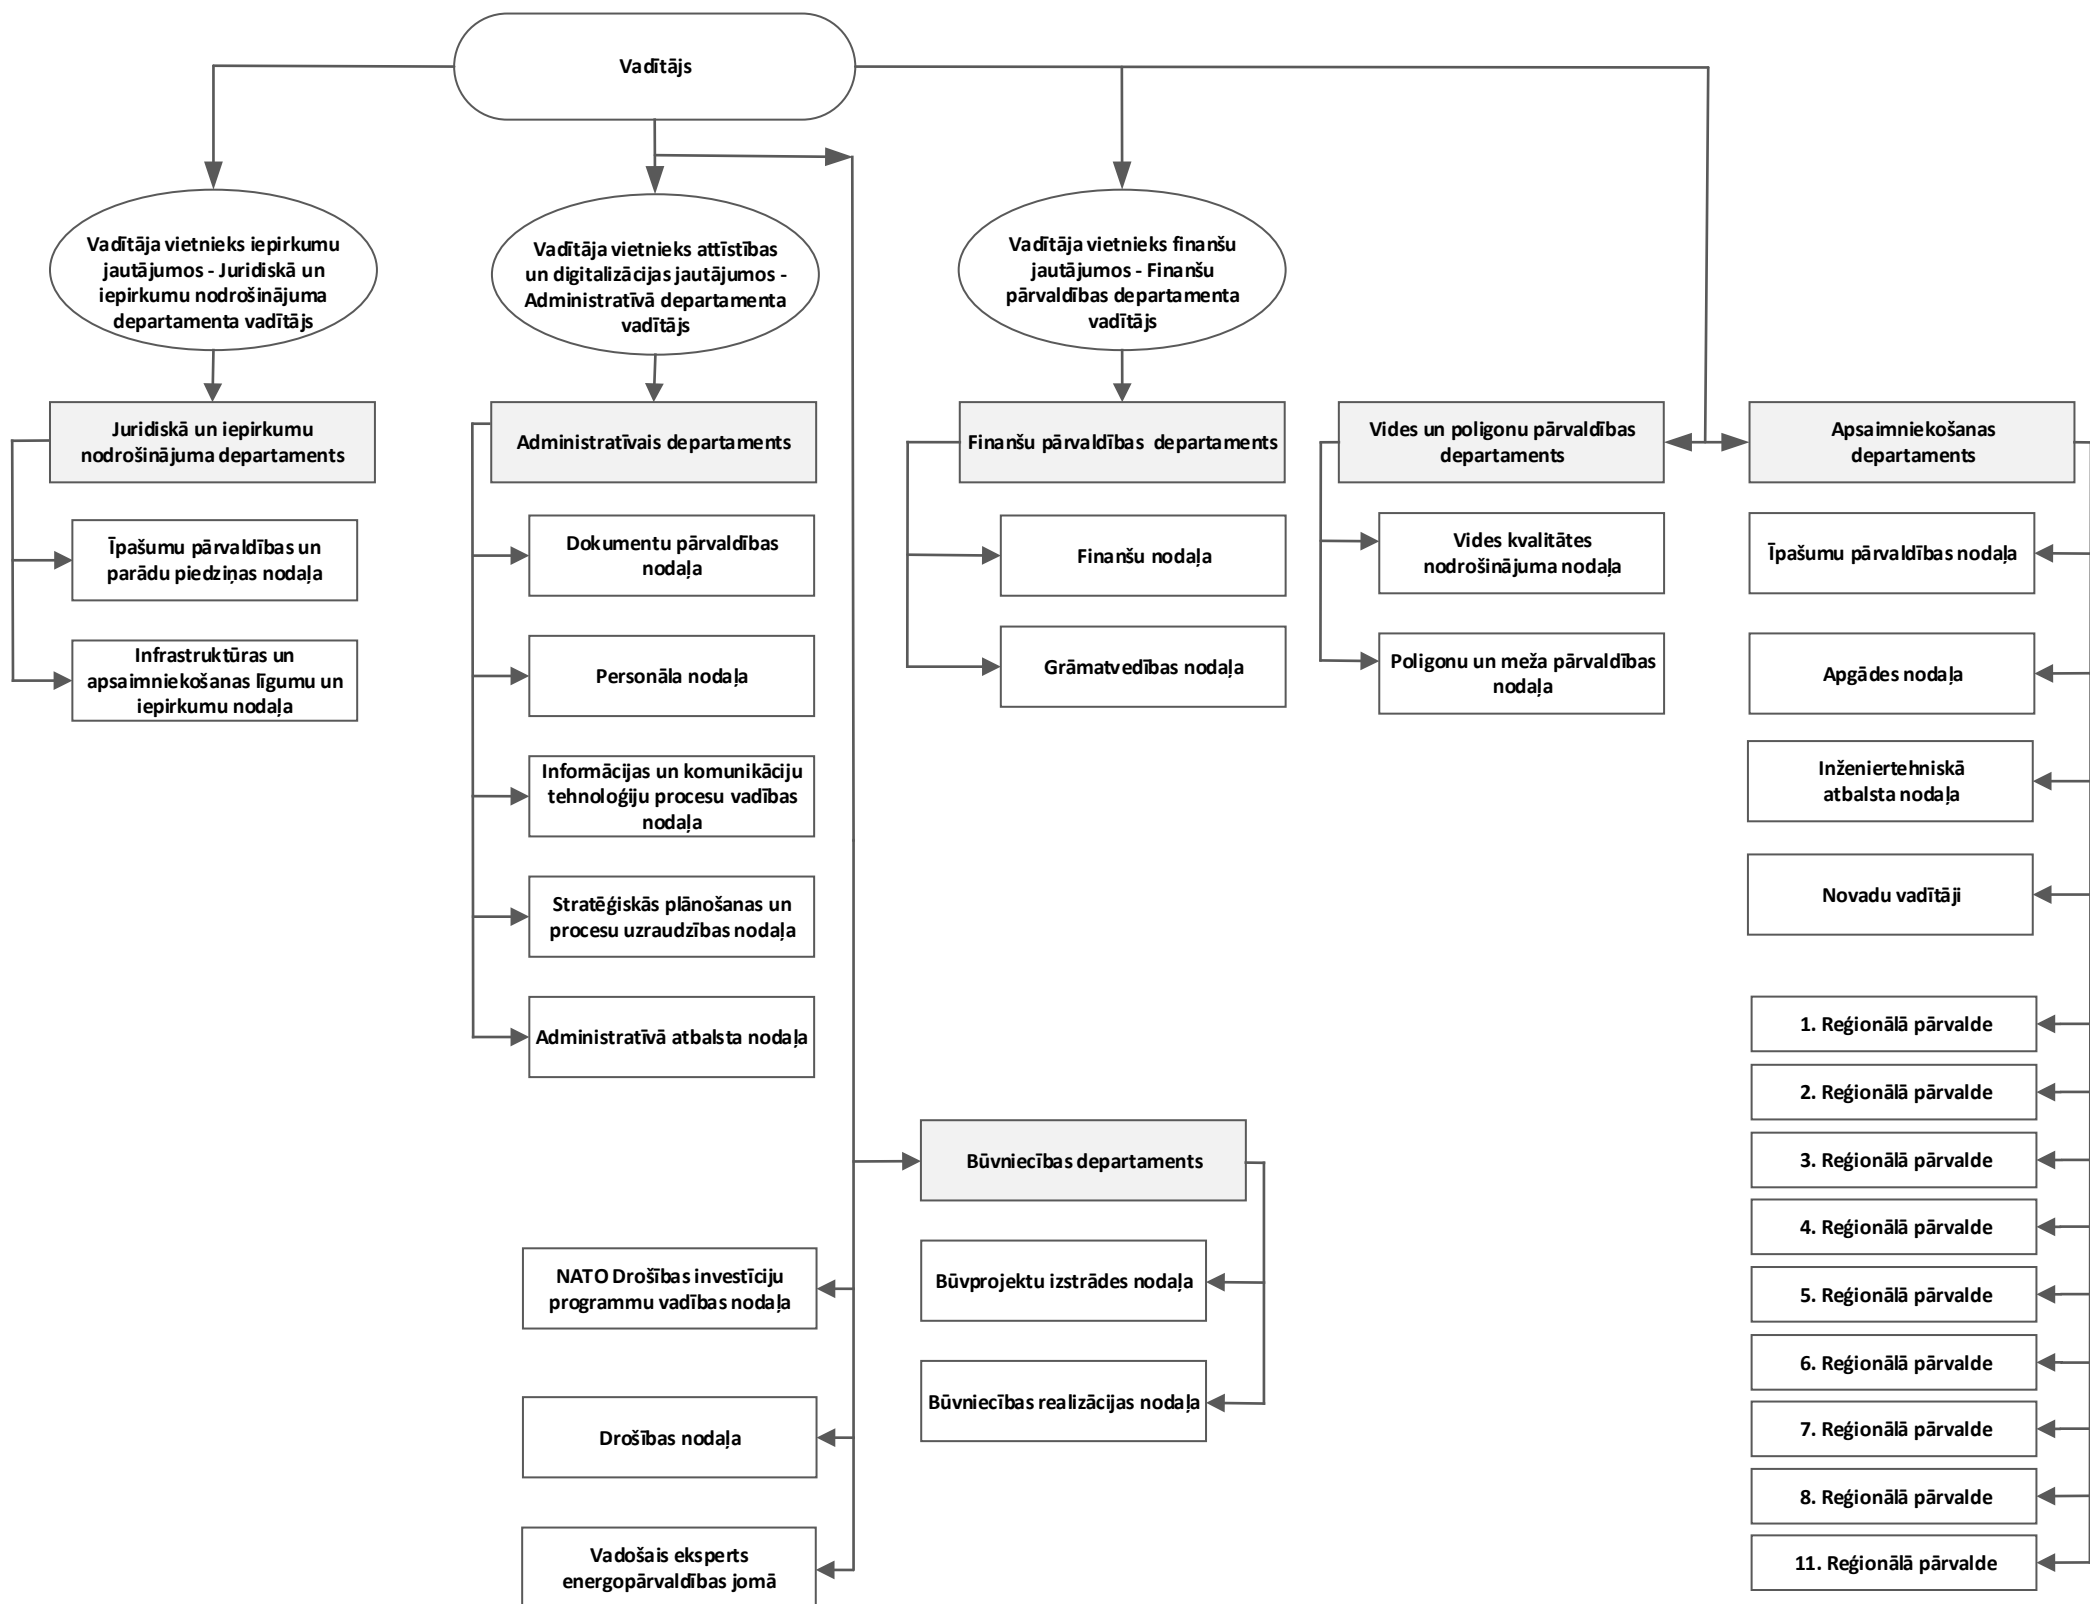 Vadītājs
Vadītāja vietnieks iepirkumu
jautājumos - Juridiskā un
iepirkumu nodrošinājuma
departamenta vadītājs
Vadītāja vietnieks attīstības
un digitalizācijas jautājumos -
Administratīvā departamenta
vadītājs
Vadītāja vietnieks finanšu
jautājumos - Finanšu
pārvaldības departamenta
vadītājs
Juridiskā un iepirkumu
nodrošinājuma departaments
Īpašumu pārvaldības un
parādu piedziņas nodaļa
Infrastruktūras un
apsaimniekošanas līgumu un
iepirkumu nodaļa
Administratīvais departaments
Dokumentu pārvaldības
nodaļa
Personāla nodaļa
Informācijas un komunikāciju
tehnoloģiju procesu vadības
nodaļa
Stratēģiskās plānošanas un
procesu uzraudzības nodaļa
Administratīvā atbalsta nodaļa
Finanšu pārvaldības departaments
Finanšu nodaļa
Grāmatvedības nodaļa
Vides un poligonu pārvaldības
departaments
Vides kvalitātes
nodrošinājuma nodaļa
Poligonu un meža pārvaldības
nodaļa
Apsaimniekošanas
departaments
Īpašumu pārvaldības nodaļa
Apgādes nodaļa
Inženiertehniskā
atbalsta nodaļa
Novadu vadītāji
1. Reģionālā pārvalde
2. Reģionālā pārvalde
3. Reģionālā pārvalde
4. Reģionālā pārvalde
5. Reģionālā pārvalde
6. Reģionālā pārvalde
7. Reģionālā pārvalde
8. Reģionālā pārvalde
11. Reģionālā pārvalde
Būvniecības departaments
Būvprojektu izstrādes nodaļa
Būvniecības realizācijas nodaļa
NATO Drošības investīciju
programmu vadības nodaļa
Drošības nodaļa
Vadošais eksperts
energopārvaldības jomā